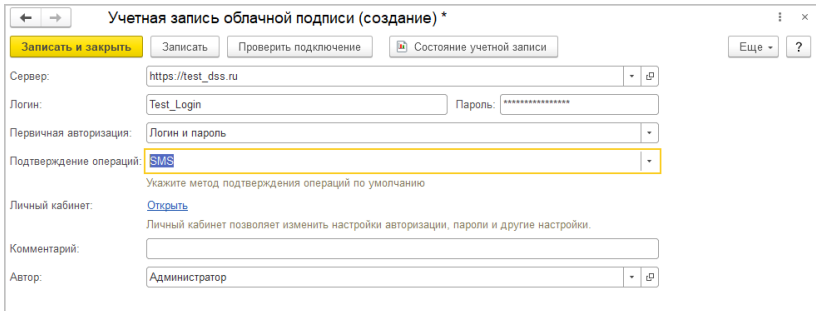 Учетная запись облачной подписи (создание) *
Записать и закрыть Записать Проверить подключение Состояние учетной записи Еще ?
Сервер: https://test_dss.ru
Логин: Test_Login Пароль: ****************
Первичная авторизация: Логин и пароль
Подтверждение операций: SMS
Укажите метод подтверждения операций по умолчанию
Личный кабинет: Открыть
Личный кабинет позволяет изменить настройки авторизации, пароли и другие настройки.
Комментарий:
Автор: Администратор